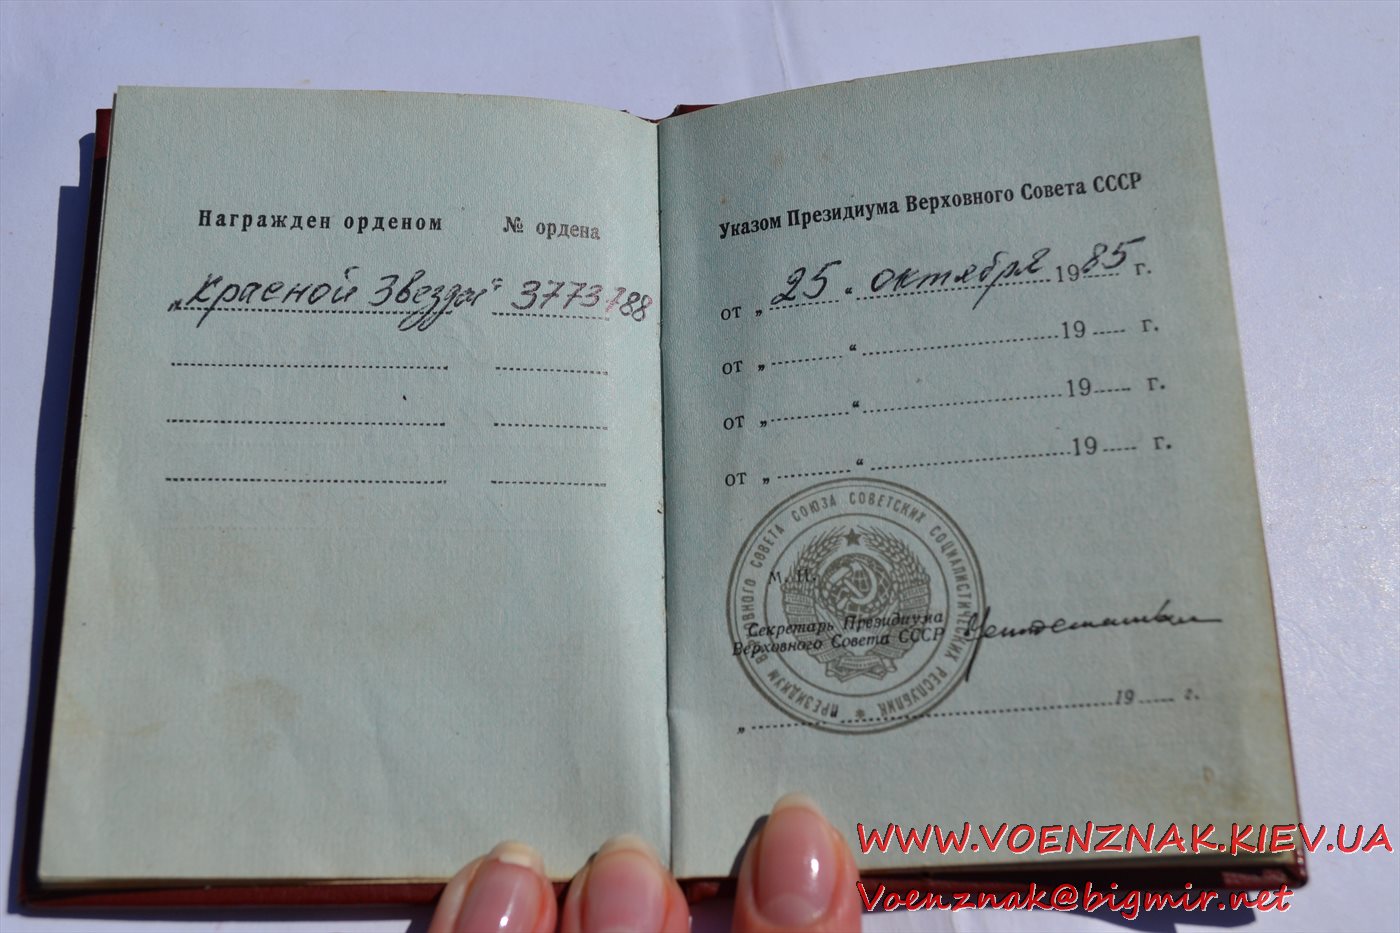 Награжден орденом № ордена
„Красной Звезды“ 3773788
Указом Президиума Верховного Совета СССР
от „25“ октября 1985 г.
от „ “ 19 г.
от „ “ 19 г.
от „ “ 19 г.
ПРЕЗИДИУМ ВЕРХОВНОГО СОВЕТА СОЮЗА СОВЕТСКИХ СОЦИАЛИСТИЧЕСКИХ РЕСПУБЛИК
М. П.
Секретарь Президиума
Верховного Совета СССР
„ “ 19 г.
WWW.VOENZNAK.KIEV.UA
Voenznak@bigmir.net